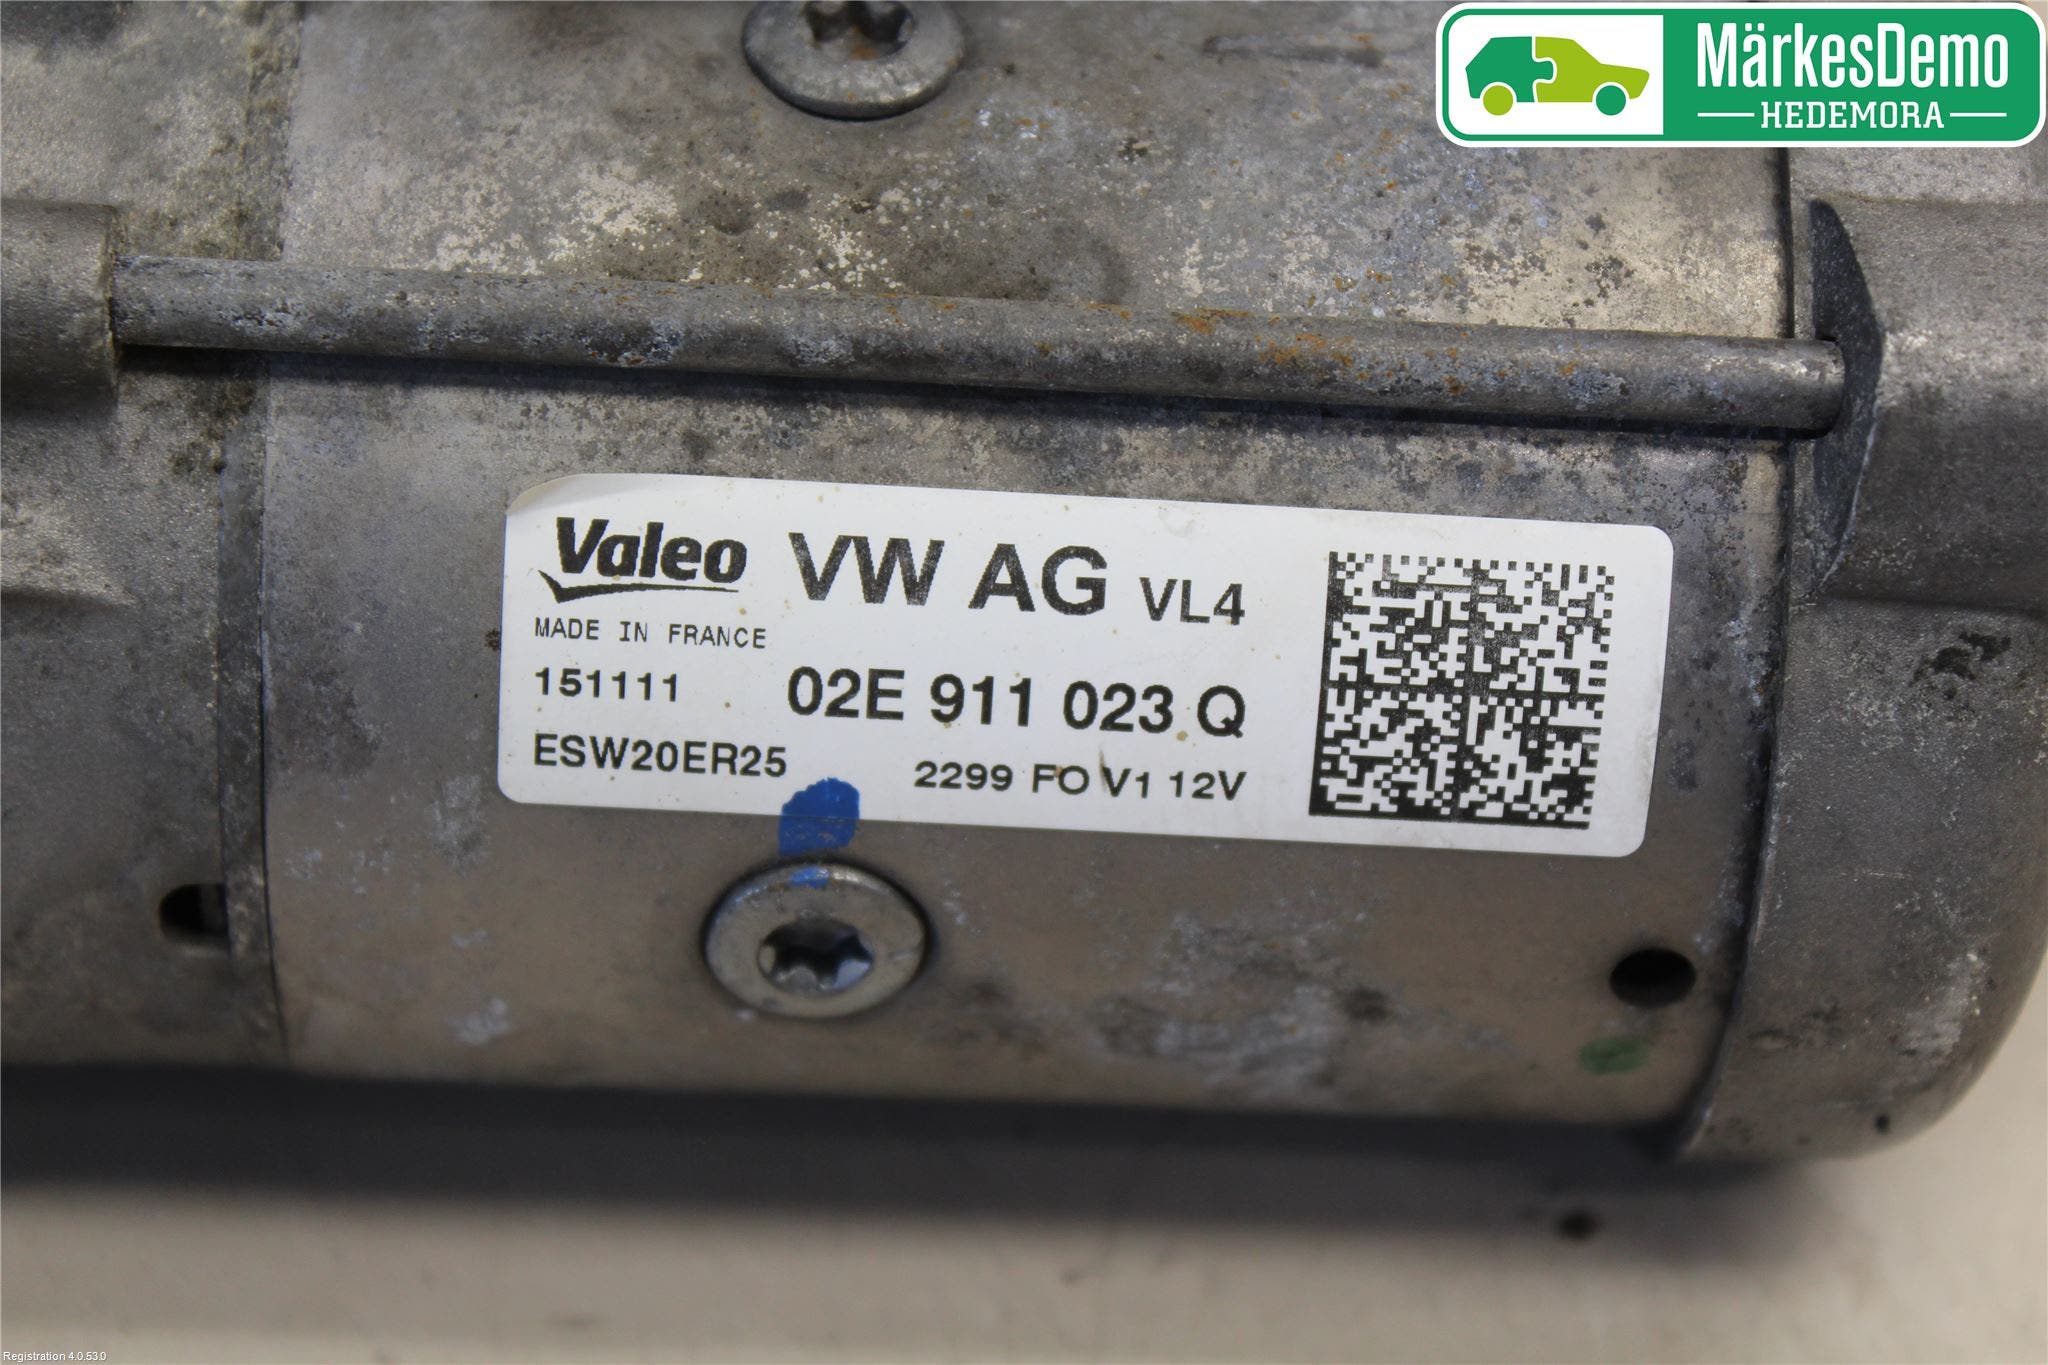 MärkesDemo
HEDEMORA
Valeo VW AG VL4
MADE IN FRANCE
151111 02E 911 023 Q
ESW20ER25 2299 FO V1 12V
Registration 4.0.53.0